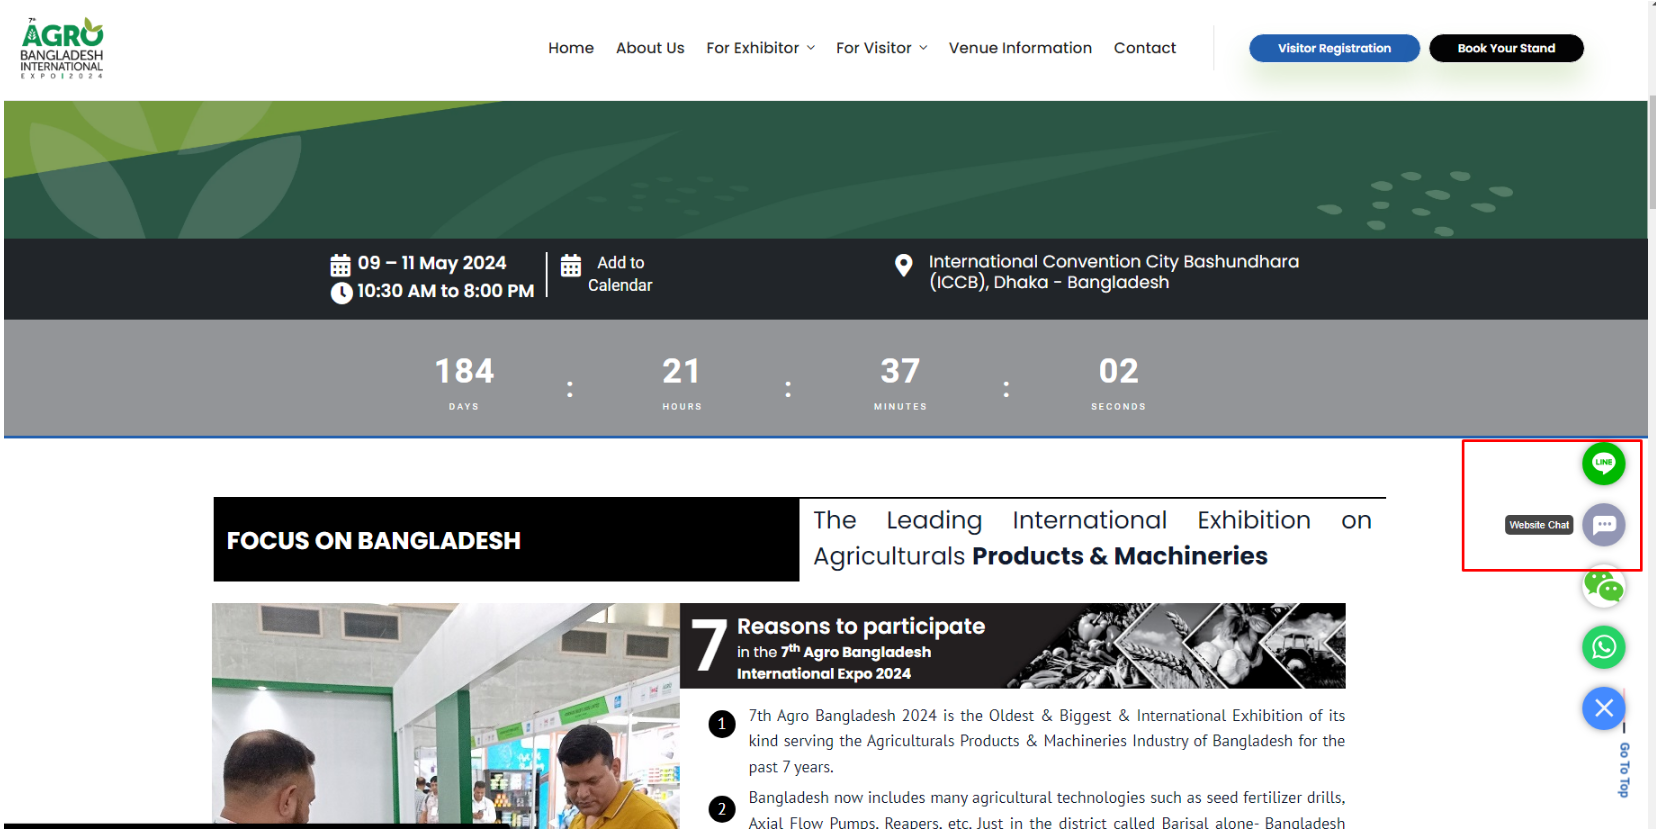 7th
AGRO
BANGLADESH
INTERNATIONAL
EXPO 2024
Home
About Us
For Exhibitor
For Visitor
Venue Information
Contact
Visitor Registration
Book Your Stand
09 – 11 May 2024
10:30 AM to 8:00 PM
Add to
Calendar
International Convention City Bashundhara
(ICCB), Dhaka - Bangladesh
184 : 21 : 37 : 02
DAYS HOURS MINUTES SECONDS
LINE
Website Chat
FOCUS ON BANGLADESH
The Leading International Exhibition on
Agriculturals Products & Machineries
7 Reasons to participate
in the 7th Agro Bangladesh
International Expo 2024
1 7th Agro Bangladesh 2024 is the Oldest & Biggest & International Exhibition of its
kind serving the Agriculturals Products & Machineries Industry of Bangladesh for the
past 7 years.
2 Bangladesh now includes many agricultural technologies such as seed fertilizer drills,
Axial Flow Pumps, Reapers, etc. Just in the district called Barisal alone- Bangladesh
Go To Top